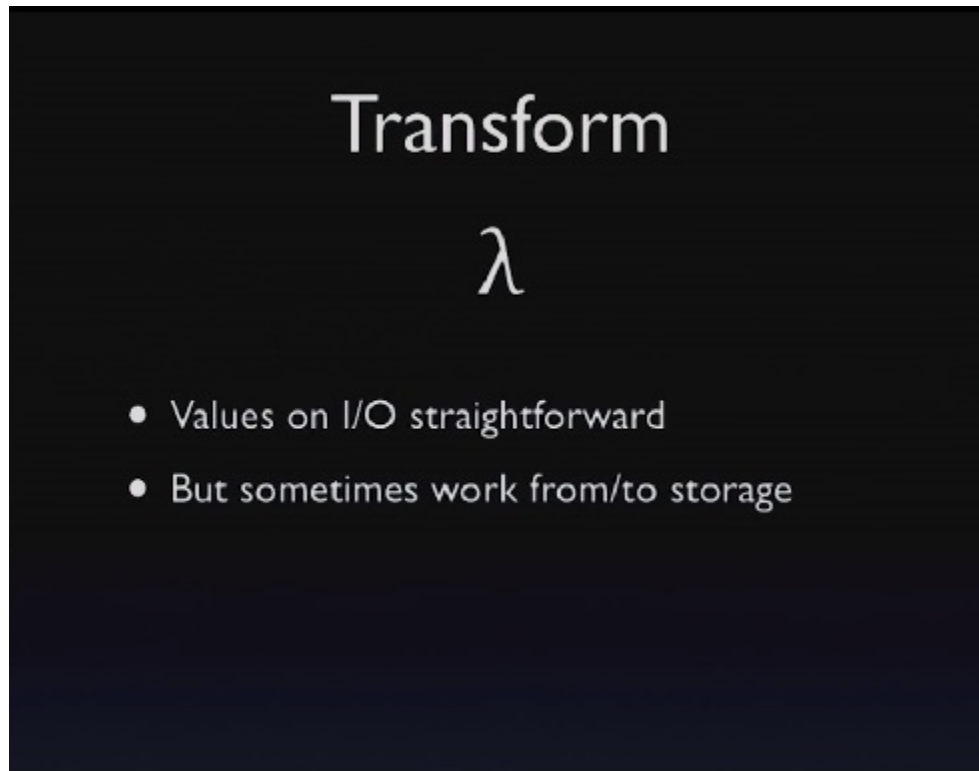 Transform
λ
• Values on I/O straightforward
• But sometimes work from/to storage